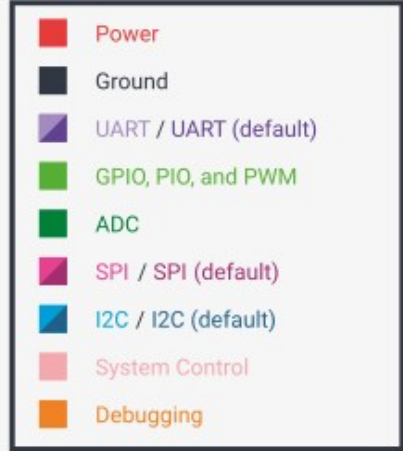 Power
Ground
UART / UART (default)
GPIO, PIO, and PWM
ADC
SPI / SPI (default)
I2C / I2C (default)
System Control
Debugging